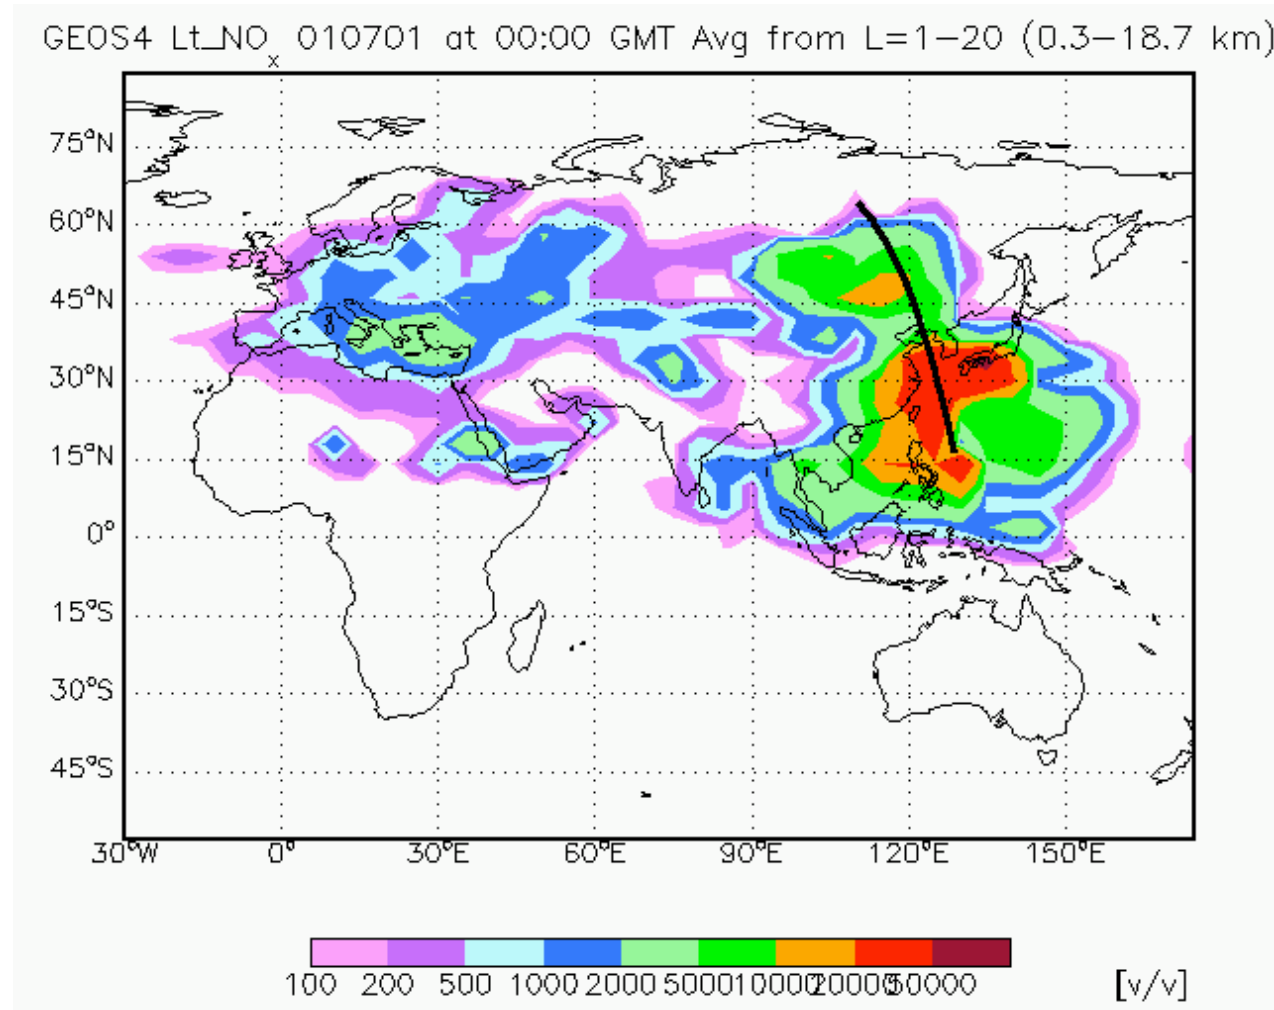 GEOS4 Lt_NOx 010701 at 00:00 GMT Avg from L=1-20 (0.3-18.7 km)
75°N
60°N
45°N
30°N
15°N
0°
15°S
30°S
45°S
30°W 0° 30°E 60°E 90°E 120°E 150°E
100 200 500 1000 2000 5000 10000 20000 50000 [v/v]